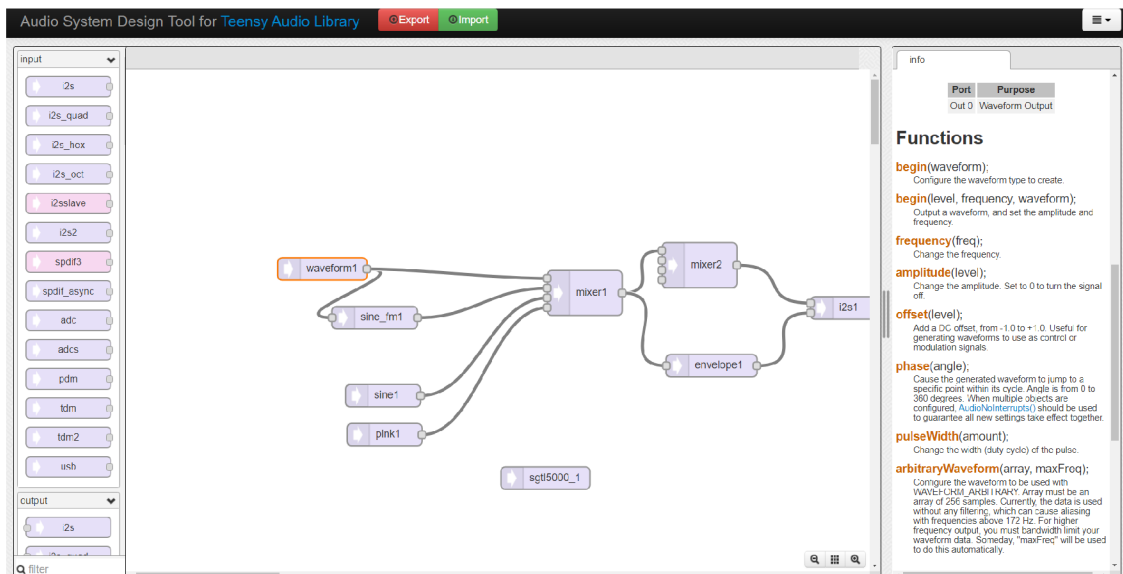 Audio System Design Tool for Teensy Audio Library
Export
Import
input
i2s
i2s_quad
i2s_hex
i2s_oct
i2sslave
i2s2
spdif3
spdif_async
adc
adcs
pdm
tdm
tdm2
usb
output
i2s
filter
waveform1
sine_fm1
sine1
pink1
mixer1
mixer2
envelope1
i2s1
sgtl5000_1
info
Port Purpose
Out 0 Waveform Output
Functions
begin(waveform);
Configure the waveform type to create.
begin(level, frequency, waveform);
Output a waveform, and set the amplitude and
frequency.
frequency(freq);
Change the frequency.
amplitude(level);
Change the amplitude. Set to 0 to turn the signal
off.
offset(level);
Add a DC offset, from -1.0 to +1.0. Useful for
generating waveforms to use as control or
modulation signals.
phase(angle);
Cause the generated waveform to jump to a
specific point within its cycle. Angle is from 0 to
360 degrees. When multiple objects are
configured, AudioNoInterrupts() should be used
to guarantee all new settings take effect together.
pulseWidth(amount);
Change the width (duty cycle) of the pulse.
arbitraryWaveform(array, maxFreq);
Configure the waveform to be used with
WAVEFORM_ARBITRARY. Array must be an
array of 256 samples. Currently, the data is used
without any filtering, which can cause aliasing
with frequencies above 172 Hz. For higher
frequency output, you must bandwidth limit your
waveform data. Someday, "maxFreq" will be used
to do this automatically.